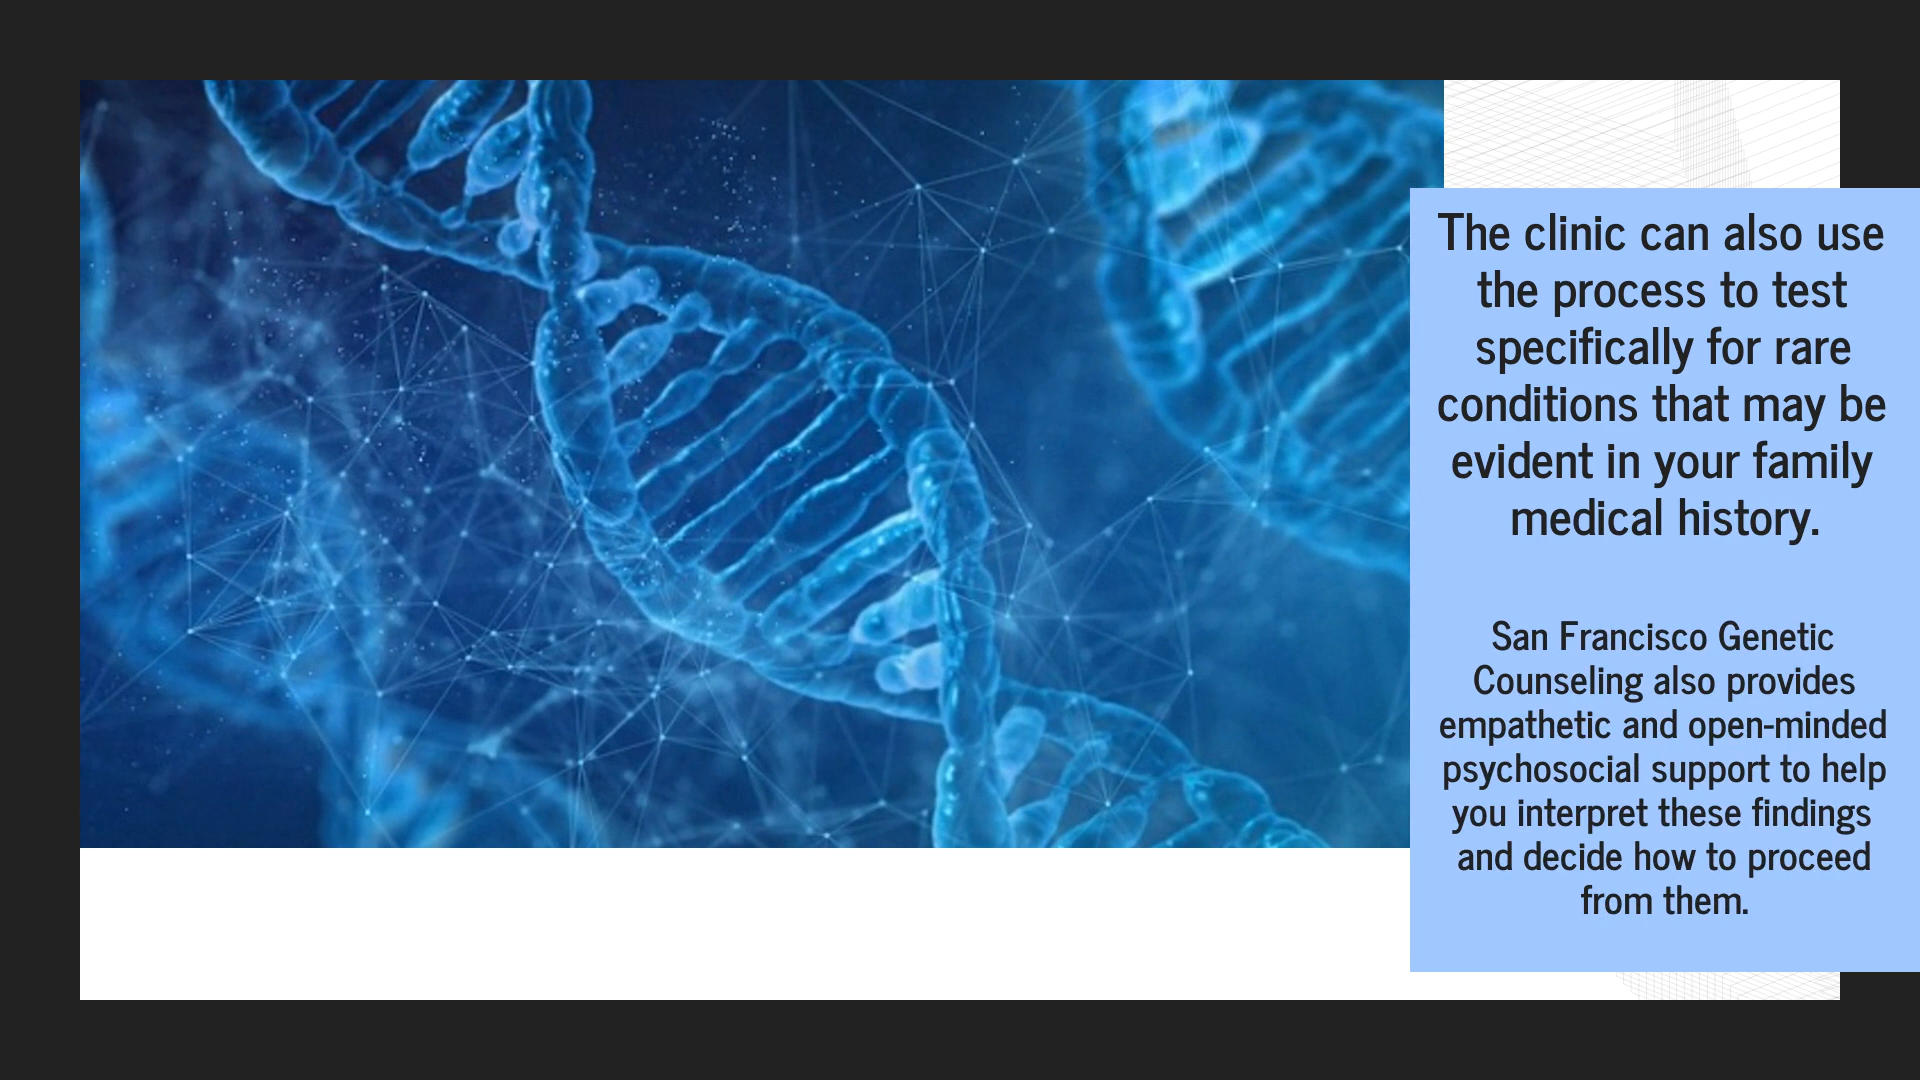 The clinic can also use
the process to test
specifically for rare
conditions that may be
evident in your family
medical history.
San Francisco Genetic
Counseling also provides
empathetic and open-minded
psychosocial support to help
you interpret these findings
and decide how to proceed
from them.